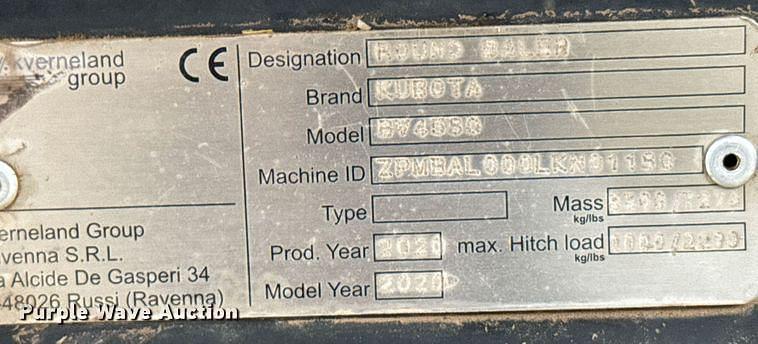 kverneland
group
CE
Designation ROUND BALER
Brand KUBOTA
Model BV4580
Machine ID
Type
Mass
kg/lbs
Prod. Year 2020
max. Hitch load
kg/lbs
Model Year 2020
erneland Group
venna S.R.L.
a Alcide De Gasperi 34
48026 Russi (Ravenna)
Purple Wave Auction